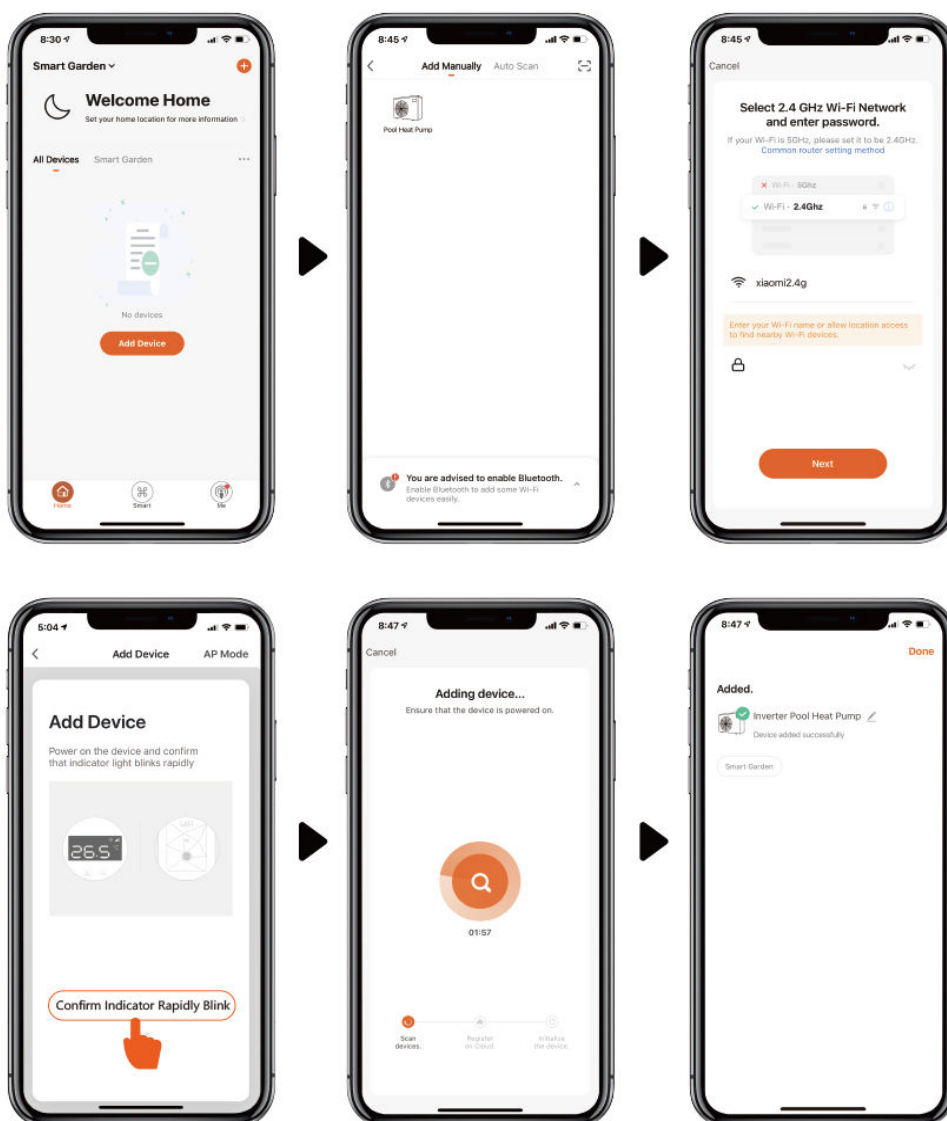 8:30
Smart Garden
Welcome Home
Set your home location for more information
All Devices Smart Garden
No devices
Add Device
Home Smart Me
8:45
Add Manually Auto Scan
Pool Heat Pump
You are advised to enable Bluetooth.
Enable Bluetooth to add some Wi-Fi
devices easily.
8:45
Cancel
Select 2.4 GHz Wi-Fi Network
and enter password.
If your Wi-Fi is 5GHz, please set it to be 2.4GHz.
Common router setting method
Wi-Fi - 5Ghz
Wi-Fi - 2.4Ghz
xiaomi2.4g
Enter your Wi-Fi name or allow location access
to find nearby Wi-Fi devices.
Next
5:04
Add Device AP Mode
Add Device
Power on the device and confirm
that indicator light blinks rapidly
26.5
Confirm Indicator Rapidly Blink
8:47
Cancel
Adding device...
Ensure that the device is powered on.
01:57
Scan
devices.
Register
on Cloud.
Initialize
the device.
8:47
Done
Added.
Inverter Pool Heat Pump
Device added successfully
Smart Garden